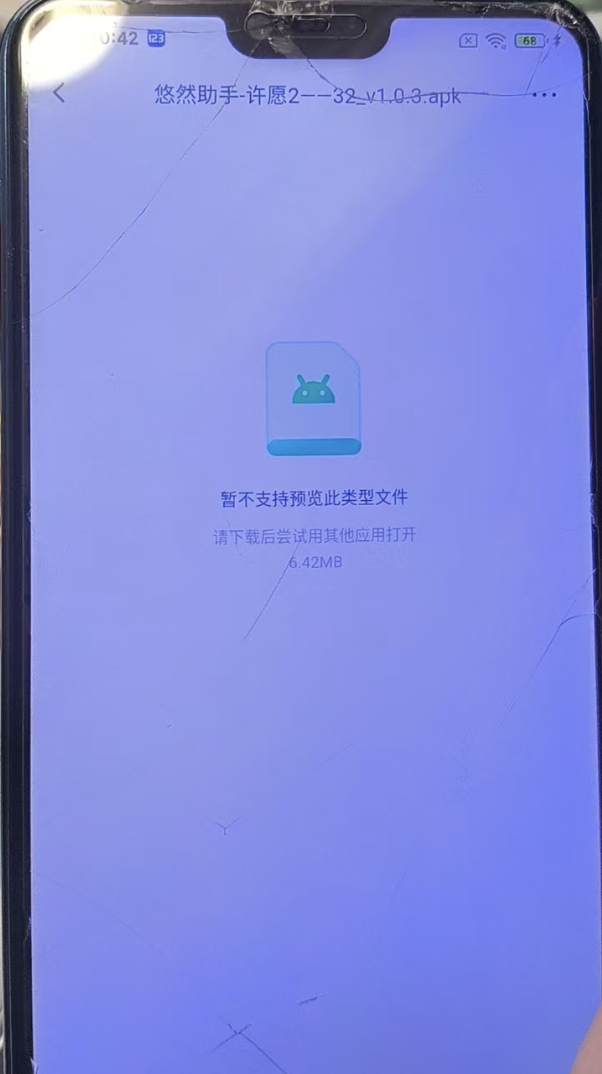 0:42 123 68
悠然助手-许愿2——32_v1.0.3.apk
暂不支持预览此类型文件
请下载后尝试用其他应用打开
6.42MB